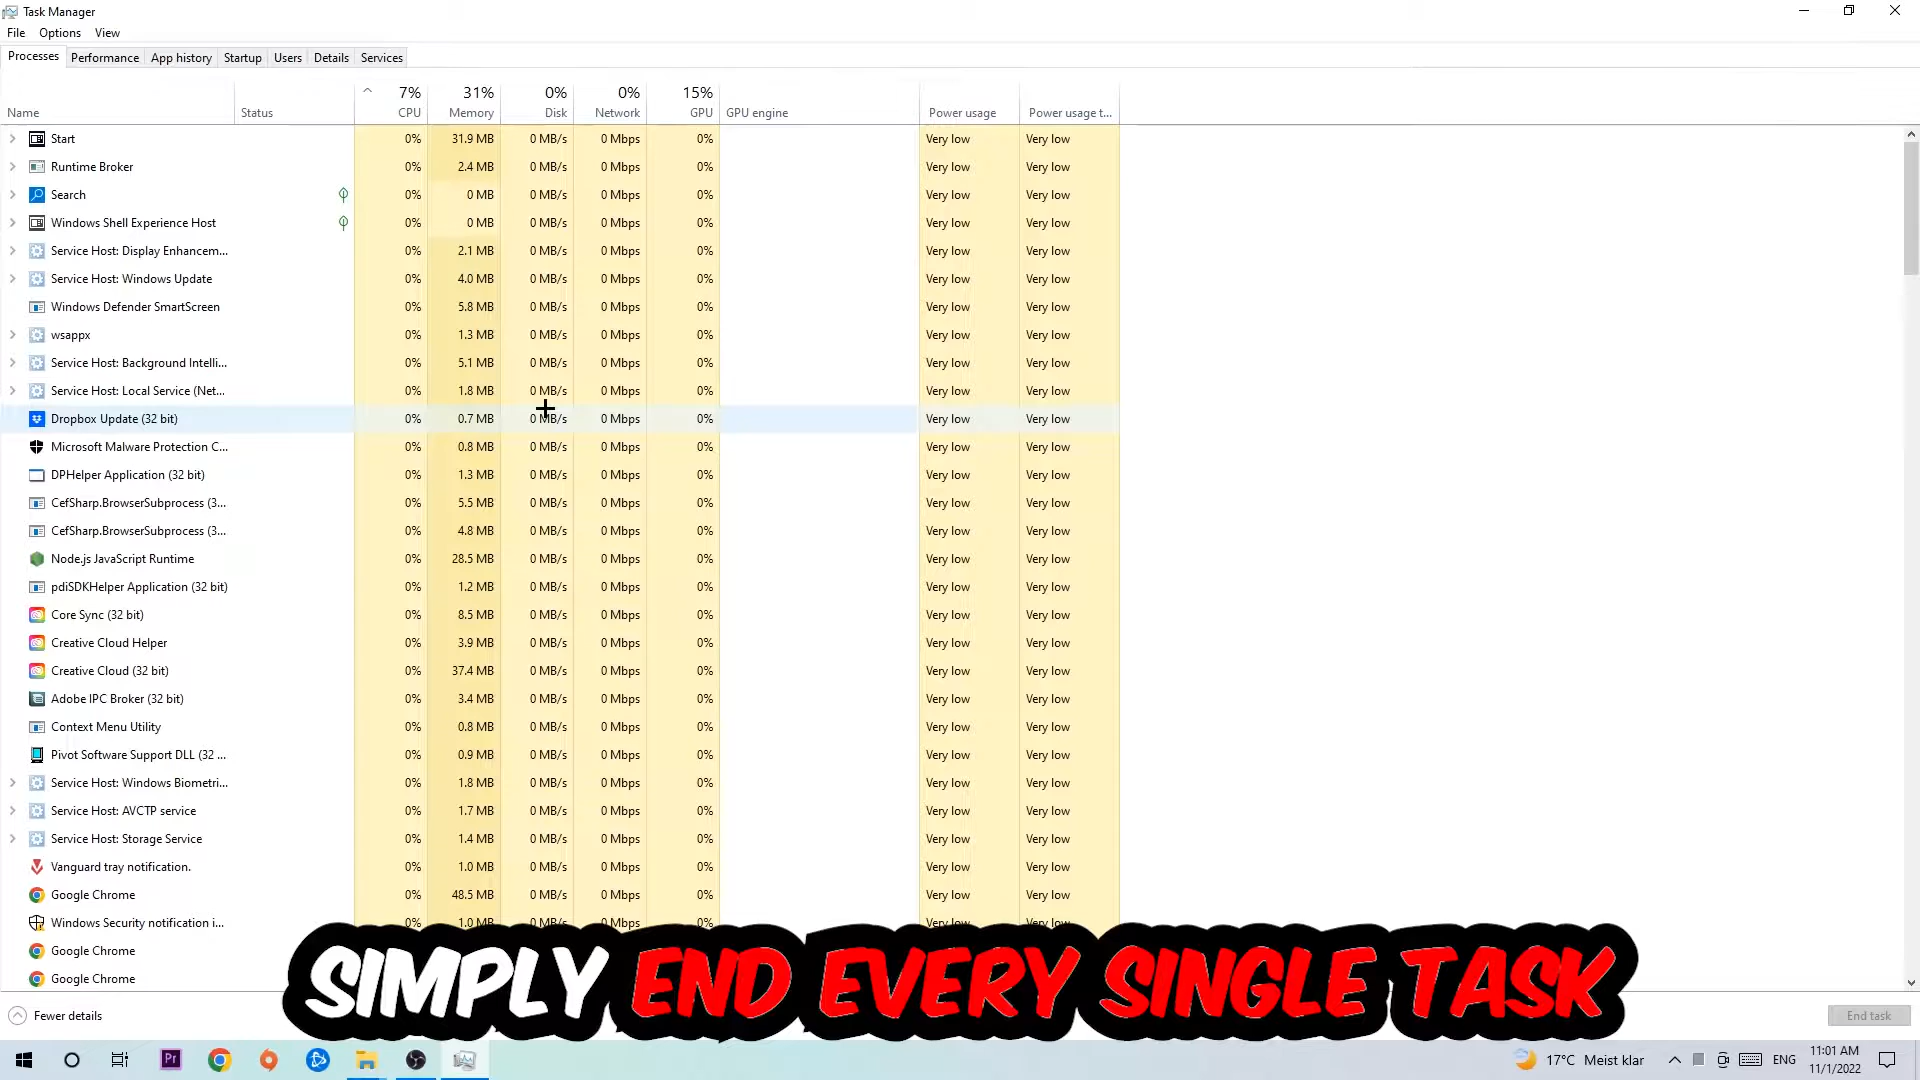 Task Manager
File Options View
Processes Performance App history Startup Users Details Services
7% 31% 0% 0% 15%
Name Status CPU Memory Disk Network GPU GPU engine Power usage Power usage t...
Start 0% 31.9 MB 0 MB/s 0 Mbps 0% Very low Very low
Runtime Broker 0% 2.4 MB 0 MB/s 0 Mbps 0% Very low Very low
Search 0% 0 MB 0 MB/s 0 Mbps 0% Very low Very low
Windows Shell Experience Host 0% 0 MB 0 MB/s 0 Mbps 0% Very low Very low
Service Host: Display Enhancem... 0% 2.1 MB 0 MB/s 0 Mbps 0% Very low Very low
Service Host: Windows Update 0% 4.0 MB 0 MB/s 0 Mbps 0% Very low Very low
Windows Defender SmartScreen 0% 5.8 MB 0 MB/s 0 Mbps 0% Very low Very low
wsappx 0% 1.3 MB 0 MB/s 0 Mbps 0% Very low Very low
Service Host: Background Intelli... 0% 5.1 MB 0 MB/s 0 Mbps 0% Very low Very low
Service Host: Local Service (Net... 0% 1.8 MB 0 MB/s 0 Mbps 0% Very low Very low
Dropbox Update (32 bit) 0% 0.7 MB 0 MB/s 0 Mbps 0% Very low Very low
Microsoft Malware Protection C... 0% 0.8 MB 0 MB/s 0 Mbps 0% Very low Very low
DPHelper Application (32 bit) 0% 1.3 MB 0 MB/s 0 Mbps 0% Very low Very low
CefSharp.BrowserSubprocess (3... 0% 5.5 MB 0 MB/s 0 Mbps 0% Very low Very low
CefSharp.BrowserSubprocess (3... 0% 4.8 MB 0 MB/s 0 Mbps 0% Very low Very low
Node.js JavaScript Runtime 0% 28.5 MB 0 MB/s 0 Mbps 0% Very low Very low
pdiSDKHelper Application (32 bit) 0% 1.2 MB 0 MB/s 0 Mbps 0% Very low Very low
Core Sync (32 bit) 0% 8.5 MB 0 MB/s 0 Mbps 0% Very low Very low
Creative Cloud Helper 0% 3.9 MB 0 MB/s 0 Mbps 0% Very low Very low
Creative Cloud (32 bit) 0% 37.4 MB 0 MB/s 0 Mbps 0% Very low Very low
Adobe IPC Broker (32 bit) 0% 3.4 MB 0 MB/s 0 Mbps 0% Very low Very low
Context Menu Utility 0% 0.8 MB 0 MB/s 0 Mbps 0% Very low Very low
Pivot Software Support DLL (32 ... 0% 0.9 MB 0 MB/s 0 Mbps 0% Very low Very low
Service Host: Windows Biometri... 0% 1.8 MB 0 MB/s 0 Mbps 0% Very low Very low
Service Host: AVCTP service 0% 1.7 MB 0 MB/s 0 Mbps 0% Very low Very low
Service Host: Storage Service 0% 1.4 MB 0 MB/s 0 Mbps 0% Very low Very low
Vanguard tray notification. 0% 1.0 MB 0 MB/s 0 Mbps 0% Very low Very low
Google Chrome 0% 48.5 MB 0 MB/s 0 Mbps 0% Very low Very low
Windows Security notification i... 0% 1.0 MB 0 MB/s 0 Mbps 0% Very low Very low
Google Chrome
Google Chrome
SIMPLY END EVERY SINGLE TASK
Fewer details End task
Pr 17°C Meist klar ENG 11:01 AM
11/1/2022